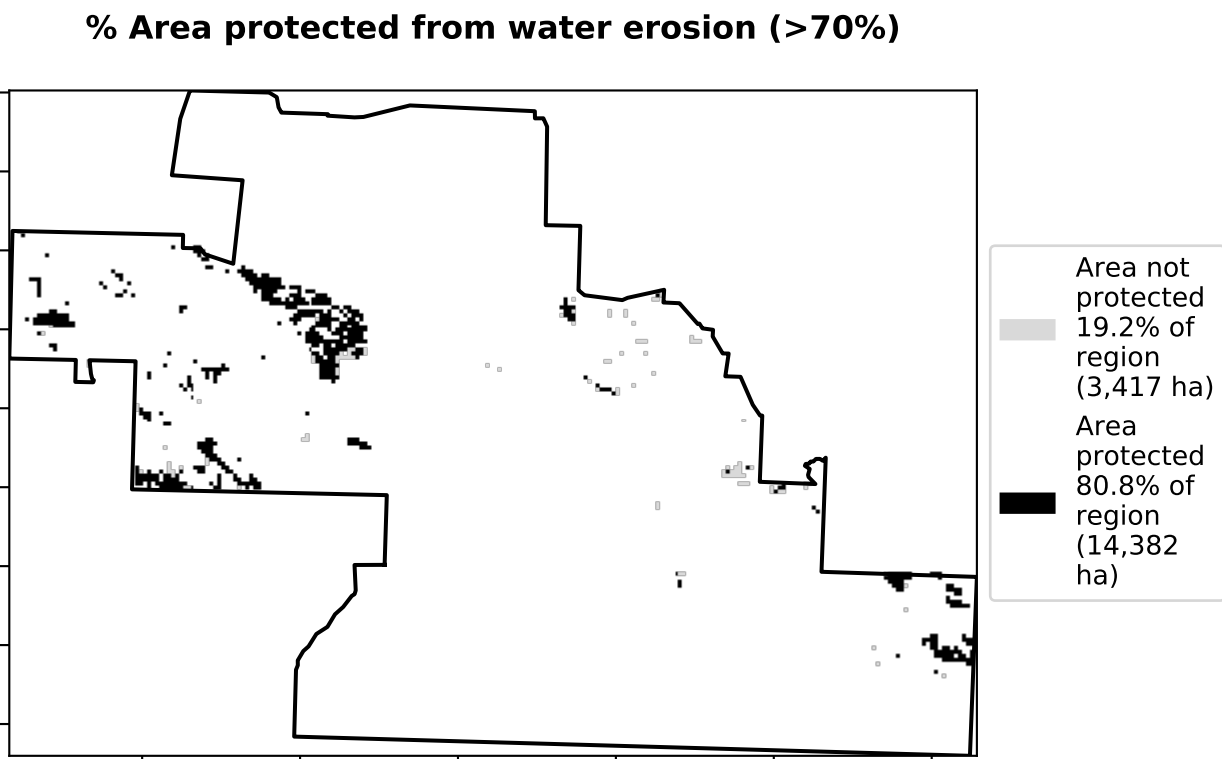 % Area protected from water erosion (>70%)
Area not
protected
19.2% of
region
(3,417 ha)
Area
protected
80.8% of
region
(14,382
ha)